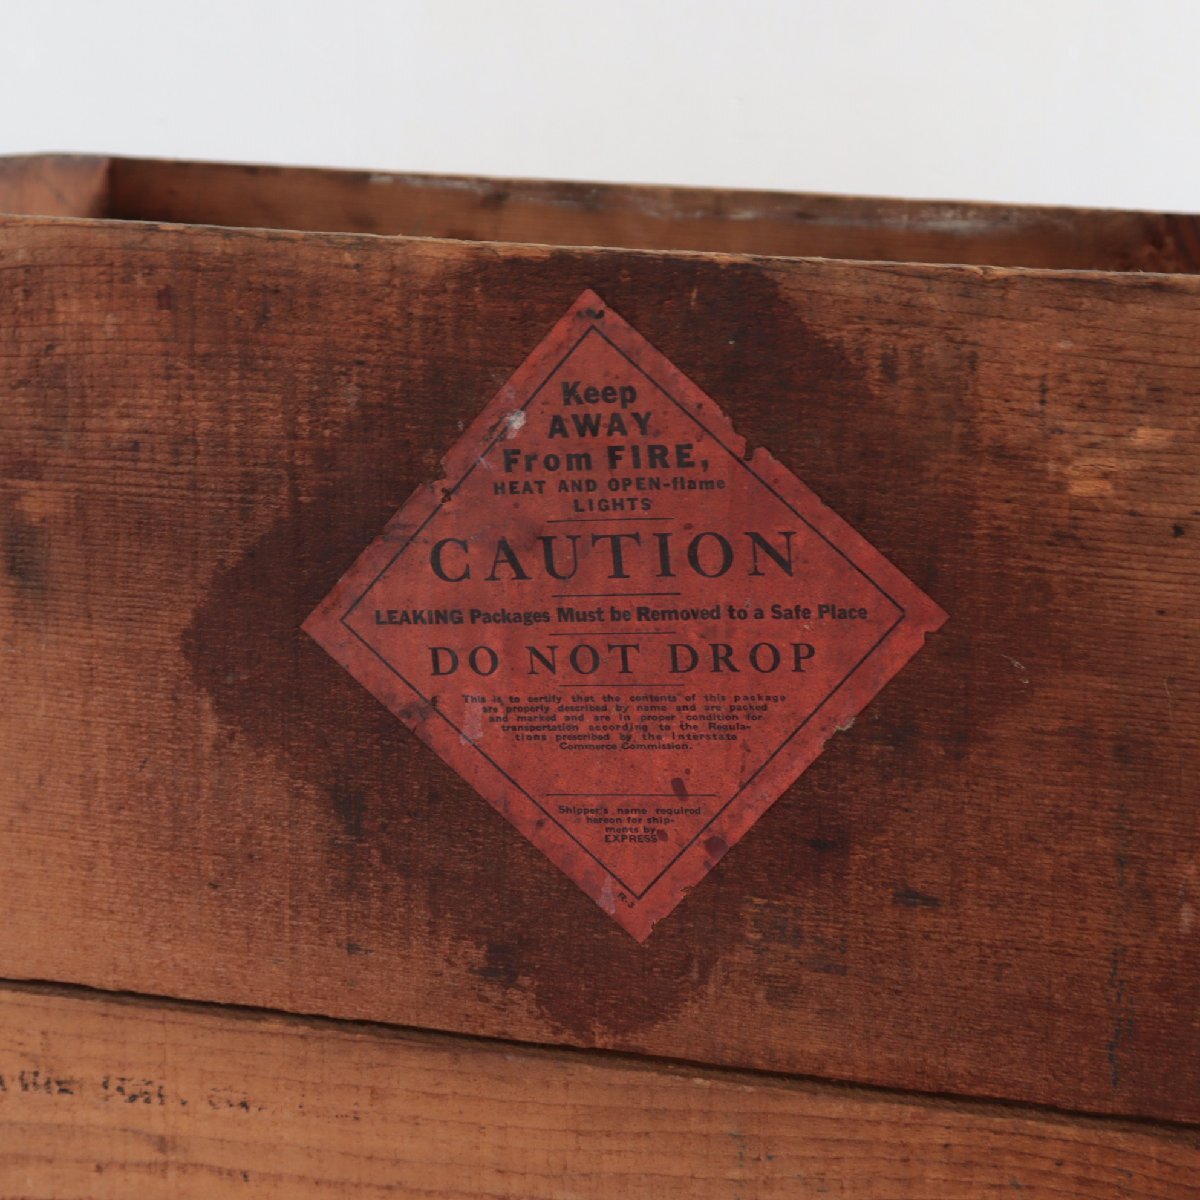 Keep
AWAY
From FIRE,
HEAT AND OPEN-flame
LIGHTS
CAUTION
LEAKING Packages Must be Removed to a Safe Place
DO NOT DROP
This is to certify that the contents of this package
are properly described by name and are packed
and marked and are in proper condition for
transportation according to the Regula-
tions prescribed by the Interstate
Commerce Commission.
Shipper's name required
hereon for ship-
ments by
EXPRESS
R-3